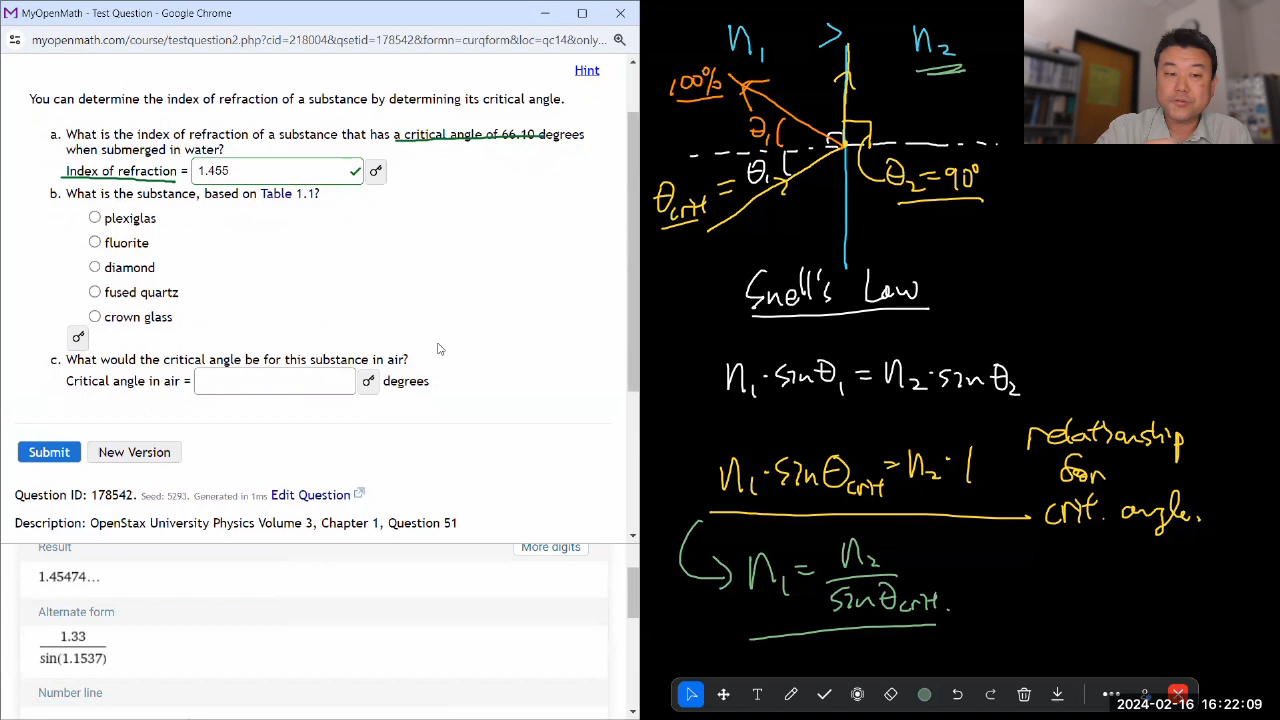 MyOpenMath - Test Question - Google Chrome
myopenmath.com/course/testquestion2.php?cid=218004&qsetid=178542&formn=curqform&loc=qc14&only...
Hint
You can determine the index of refraction of a substance by determining its critical angle.
a. What is the index of refraction of a substance that has a critical angle of 66.10 degrees
when submerged in water?
Index of refraction = 1.455
b. What is the substance, based on Table 1.1?
plexiglas
fluorite
diamond
fused quartz
crown glass
c. What would the critical angle be for this substance in air?
Critical angle in air = degrees
Submit New Version
Question ID: 178542. Seed: 5293. Generated in 1ms Edit Question
Description: OpenStax University Physics Volume 3, Chapter 1, Question 51
Result More digits
1.45474...
Alternate form
1.33
sin(1.1537)
Number line
n₁ > n₂
100%
θ₁
θ₁
θcrit =
θ₂ = 90°
Snell's Law
n₁·sinθ₁ = n₂·sinθ₂
n₁·sinθcrit = n₂·1
relationship
for
crit. angle.
n₁ = n₂
sinθcrit.
2024-02-16 16:22:09